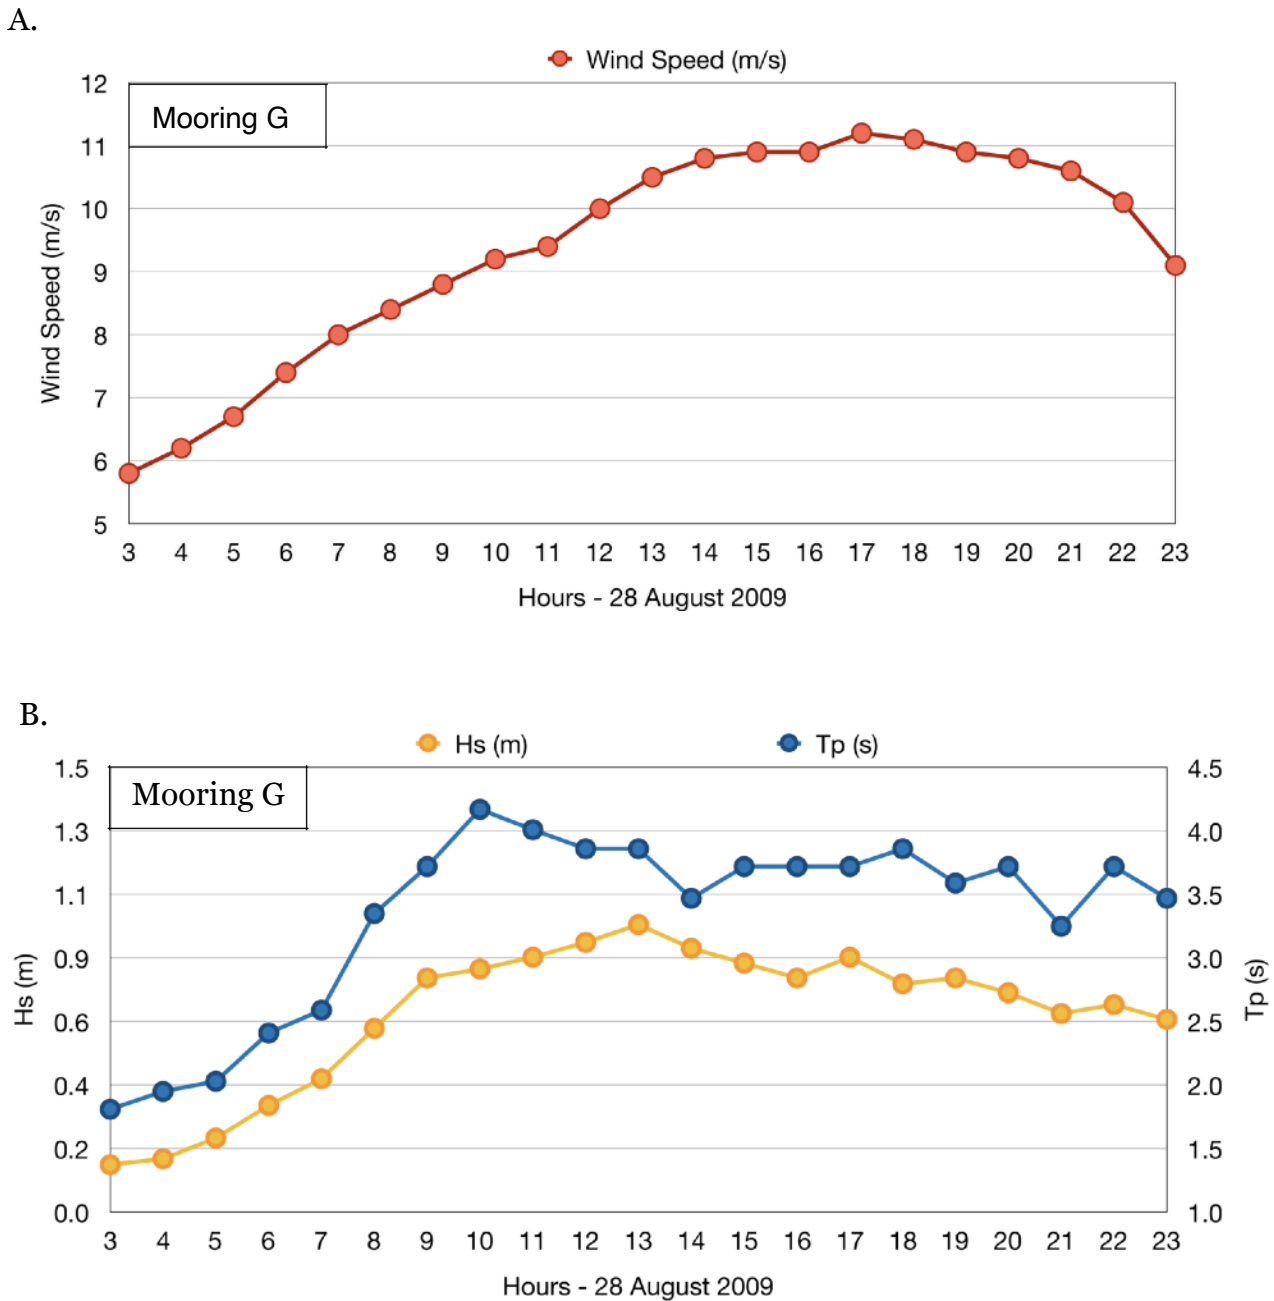 A.
Wind Speed (m/s)
Mooring G
Wind Speed (m/s)
12
11
10
9
8
7
6
5
3 4 5 6 7 8 9 10 11 12 13 14 15 16 17 18 19 20 21 22 23
Hours - 28 August 2009
B.
Hs (m) Tp (s)
Mooring G
Hs (m)
1.5
1.3
1.1
0.9
0.6
0.4
0.2
0.0
4.5
4.0
3.5
3.0
2.5
2.0
1.5
1.0
Tp (s)
3 4 5 6 7 8 9 10 11 12 13 14 15 16 17 18 19 20 21 22 23
Hours - 28 August 2009